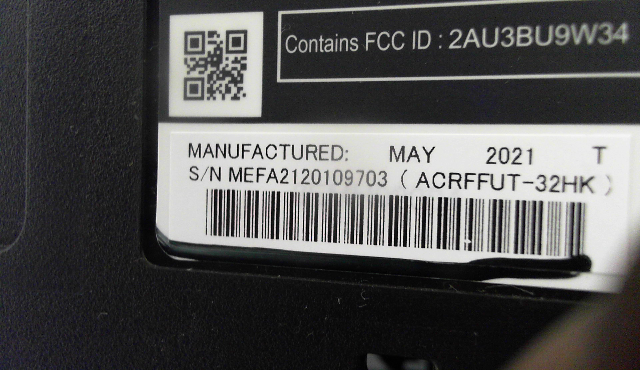 Contains FCC ID : 2AU3BU9W34
MANUFACTURED: MAY 2021 T
S/N MEFA2120109703 ( ACRFFUT-32HK )